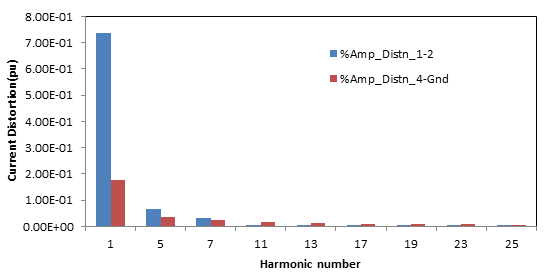 8.00E-01
7.00E-01
6.00E-01
5.00E-01
4.00E-01
3.00E-01
2.00E-01
1.00E-01
0.00E+00
Current Distortion(pu)
%Amp_Distn_1-2
%Amp_Distn_4-Gnd
1 5 7 11 13 17 19 23 25
Harmonic number